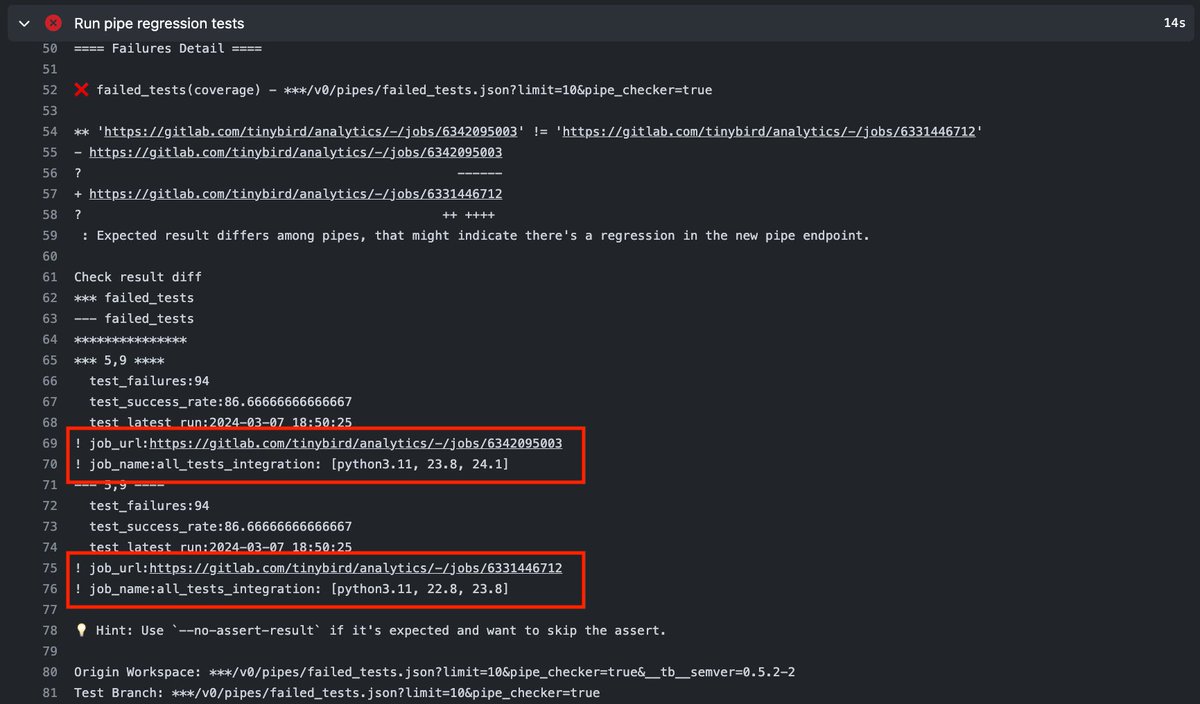 Run pipe regression tests 14s
50 ==== Failures Detail ====
51
52 ❌ failed_tests(coverage) - ***/v0/pipes/failed_tests.json?limit=10&pipe_checker=true
53
54 ** 'https://gitlab.com/tinybird/analytics/-/jobs/6342095003' != 'https://gitlab.com/tinybird/analytics/-/jobs/6331446712'
55 - https://gitlab.com/tinybird/analytics/-/jobs/6342095003
56 ?                                                  ------
57 + https://gitlab.com/tinybird/analytics/-/jobs/6331446712
58 ?                                                ++ ++++
59  : Expected result differs among pipes, that might indicate there's a regression in the new pipe endpoint.
60
61 Check result diff
62 *** failed_tests
63 --- failed_tests
64 ***************
65 *** 5,9 ****
66   test_failures:94
67   test_success_rate:86.66666666666667
68   test_latest_run:2024-03-07 18:50:25
69 ! job_url:https://gitlab.com/tinybird/analytics/-/jobs/6342095003
70 ! job_name:all_tests_integration: [python3.11, 23.8, 24.1]
71 --- 5,9 ----
72   test_failures:94
73   test_success_rate:86.66666666666667
74   test_latest_run:2024-03-07 18:50:25
75 ! job_url:https://gitlab.com/tinybird/analytics/-/jobs/6331446712
76 ! job_name:all_tests_integration: [python3.11, 22.8, 23.8]
77
78 💡 Hint: Use `--no-assert-result` if it's expected and want to skip the assert.
79
80 Origin Workspace: ***/v0/pipes/failed_tests.json?limit=10&pipe_checker=true&__tb__semver=0.5.2-2
81 Test Branch: ***/v0/pipes/failed_tests.json?limit=10&pipe_checker=true